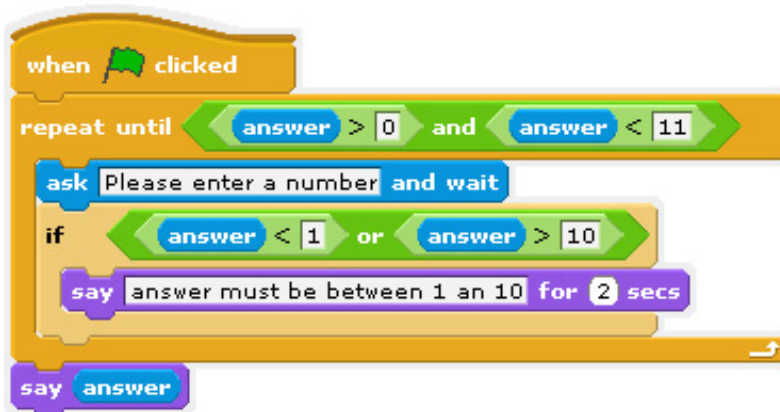 when clicked
repeat until answer > 0 and answer < 11
ask Please enter a number and wait
if answer < 1 or answer > 10
say answer must be between 1 an 10 for 2 secs
say answer